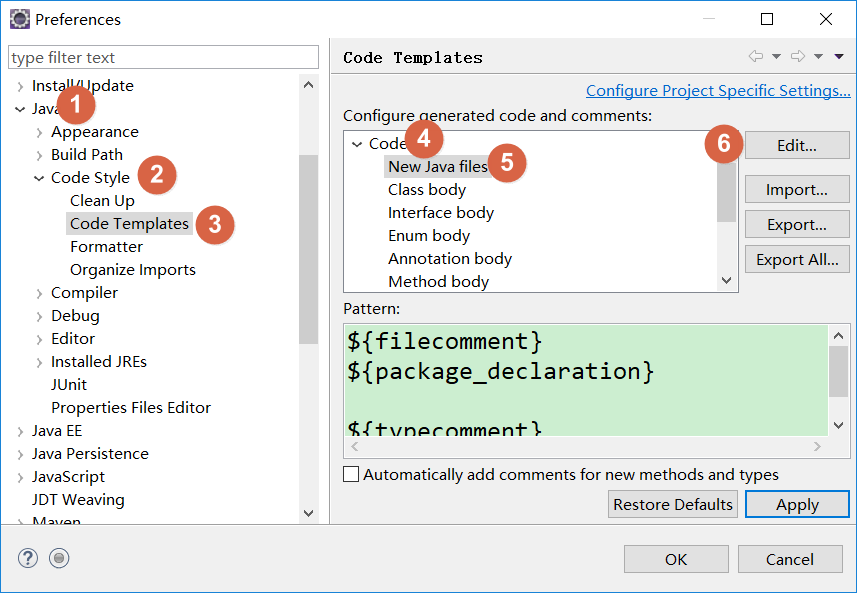 Preferences
type filter text
Install/Update
Java
1
Appearance
Build Path
Code Style
2
Clean Up
Code Templates
3
Formatter
Organize Imports
Compiler
Debug
Editor
Installed JREs
JUnit
Properties Files Editor
Java EE
Java Persistence
JavaScript
JDT Weaving
Maven
Code Templates
Configure Project Specific Settings...
Configure generated code and comments:
Code
4
New Java files
5
Class body
Interface body
Enum body
Annotation body
Method body
6
Edit...
Import...
Export...
Export All...
Pattern:
${filecomment}
${package_declaration}
${typecomment}
Automatically add comments for new methods and types
Restore Defaults
Apply
?
OK
Cancel